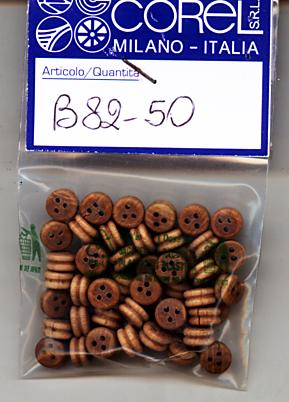 COREL S.R.L.
MILANO – ITALIA
Articolo/Quantità
B82-50